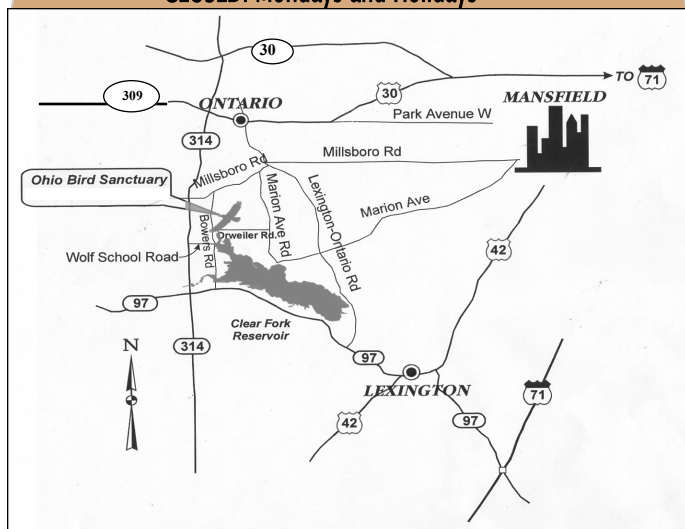 CLOSED: Mondays and Holidays
30
TO 71
309
30
ONTARIO
MANSFIELD
Park Avenue W
314
Millsboro Rd
Millsboro Rd
Ohio Bird Sanctuary
Marion Ave Rd
Lexington-Ontario Rd
Marion Ave
Bowers Rd
Orweiler Rd.
42
Wolf School Road
97
Clear Fork
Reservoir
N
314
97
LEXINGTON
71
42
97